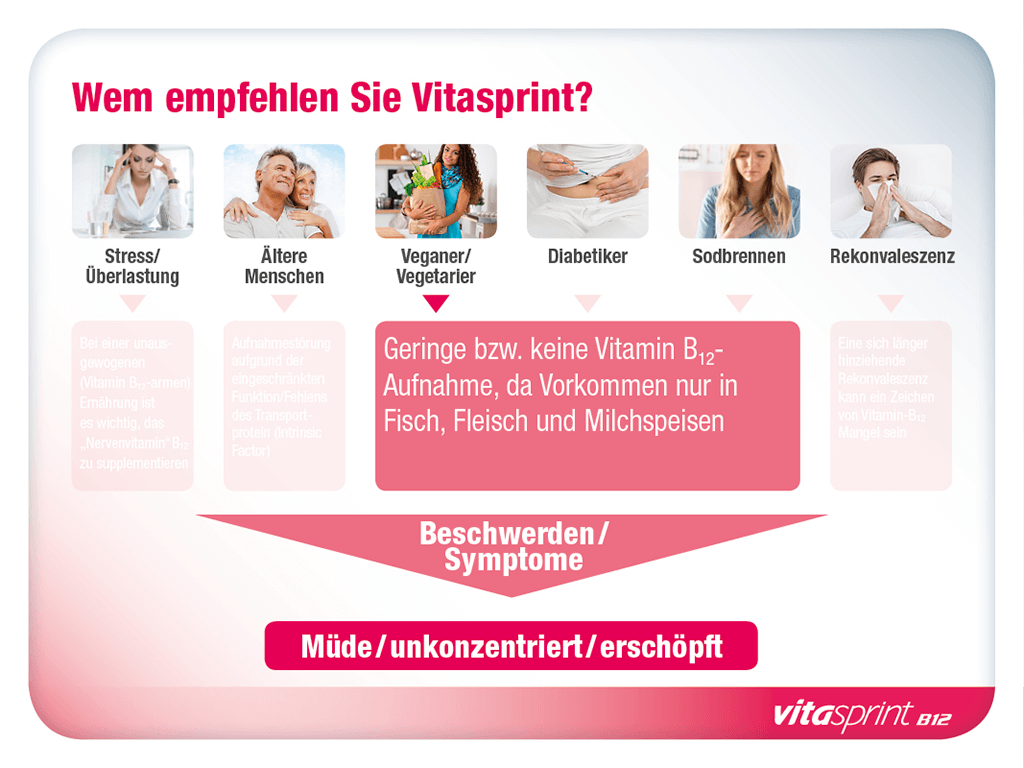 Wem empfehlen Sie Vitasprint?
Stress/
Überlastung
Ältere
Menschen
Veganer/
Vegetarier
Diabetiker
Sodbrennen
Rekonvaleszenz
Bei einer unaus-
gewogenen
(Vitamin B₁₂-armen)
Ernährung ist
es wichtig, das
„Nervenvitamin“ B₁₂
zu supplementieren
Aufnahmestörung
aufgrund der
eingeschränkten
Funktion/Fehlens
des Transport-
protein (Intrinsic
Factor)
Geringe bzw. keine Vitamin B₁₂-
Aufnahme, da Vorkommen nur in
Fisch, Fleisch und Milchspeisen
Eine sich länger
hinziehende
Rekonvaleszenz
kann ein Zeichen
von Vitamin-B₁₂
Mangel sein
Beschwerden/
Symptome
Müde/unkonzentriert/erschöpft
vitasprint B12